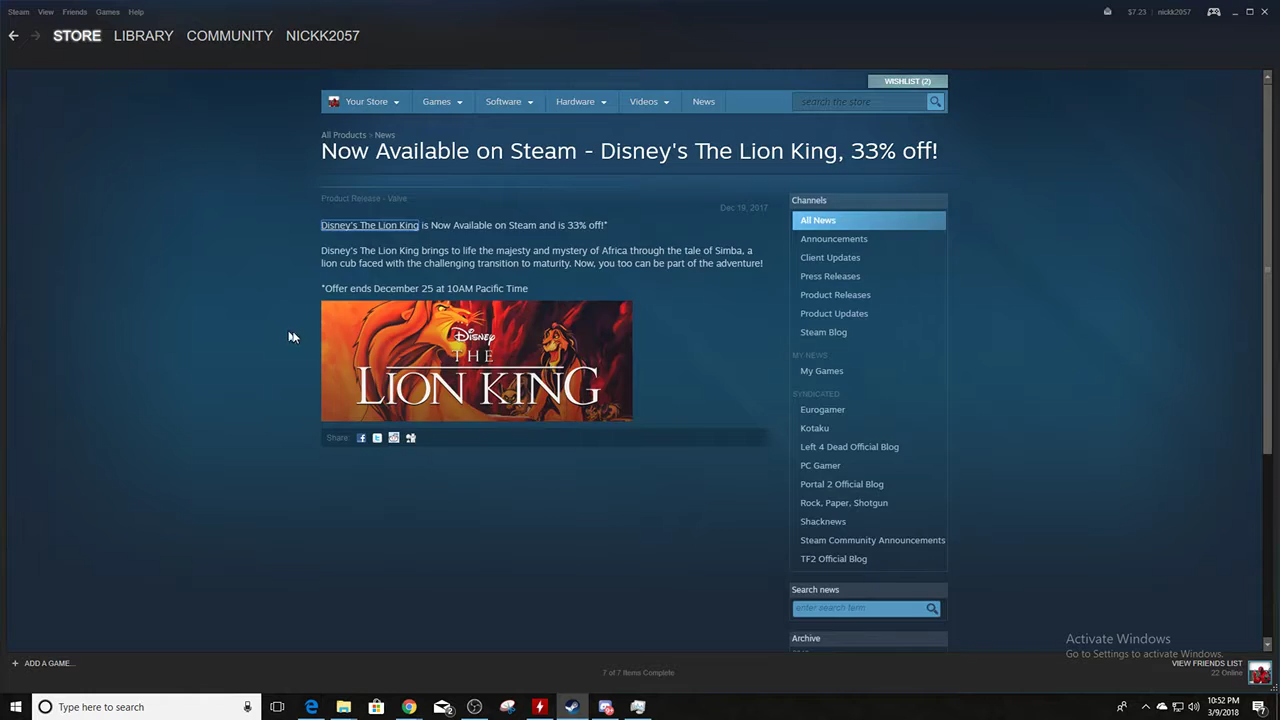 Steam View Friends Games Help
$7.23 nickk2057
STORE LIBRARY COMMUNITY NICKK2057
WISHLIST (2)
Your Store Games Software Hardware Videos News search the store
All Products > News
Now Available on Steam - Disney's The Lion King, 33% off!
Product Release - Valve
Dec 19, 2017
Disney's The Lion King is Now Available on Steam and is 33% off!*
Disney's The Lion King brings to life the majesty and mystery of Africa through the tale of Simba, a
lion cub faced with the challenging transition to maturity. Now, you too can be part of the adventure!
*Offer ends December 25 at 10AM Pacific Time
DISNEY
THE
LION KING
Share:
Channels
All News
Announcements
Client Updates
Press Releases
Product Releases
Product Updates
Steam Blog
MY NEWS
My Games
SYNDICATED
Eurogamer
Kotaku
Left 4 Dead Official Blog
PC Gamer
Portal 2 Official Blog
Rock, Paper, Shotgun
Shacknews
Steam Community Announcements
TF2 Official Blog
Search news
enter search term
Archive
Activate Windows
Go to Settings to activate Windows.
+ ADD A GAME...
7 of 7 Items Complete
VIEW FRIENDS LIST
22 Online
Type here to search
10:52 PM
3/9/2018